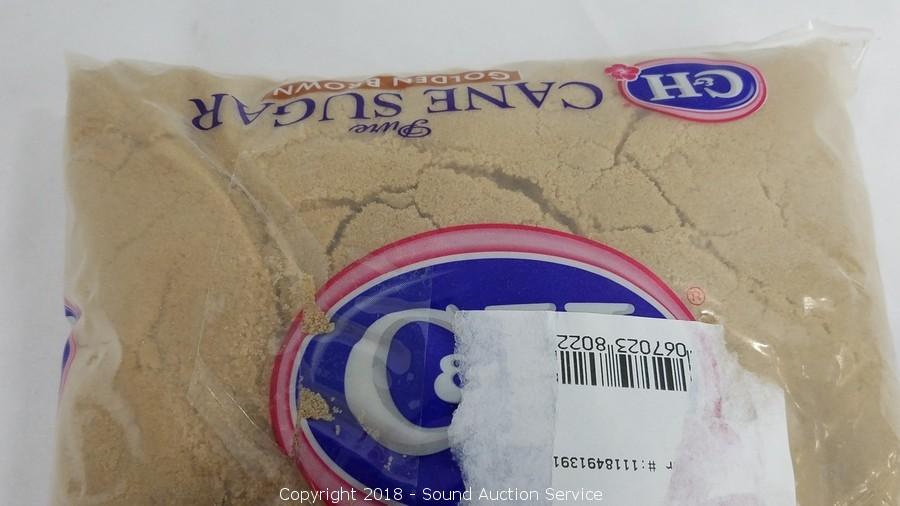 GOLDEN BROWN
CANE SUGAR
Pure
C&H
®
C&H
067023 8022
r #:1118491391
Copyright 2018 - Sound Auction Service